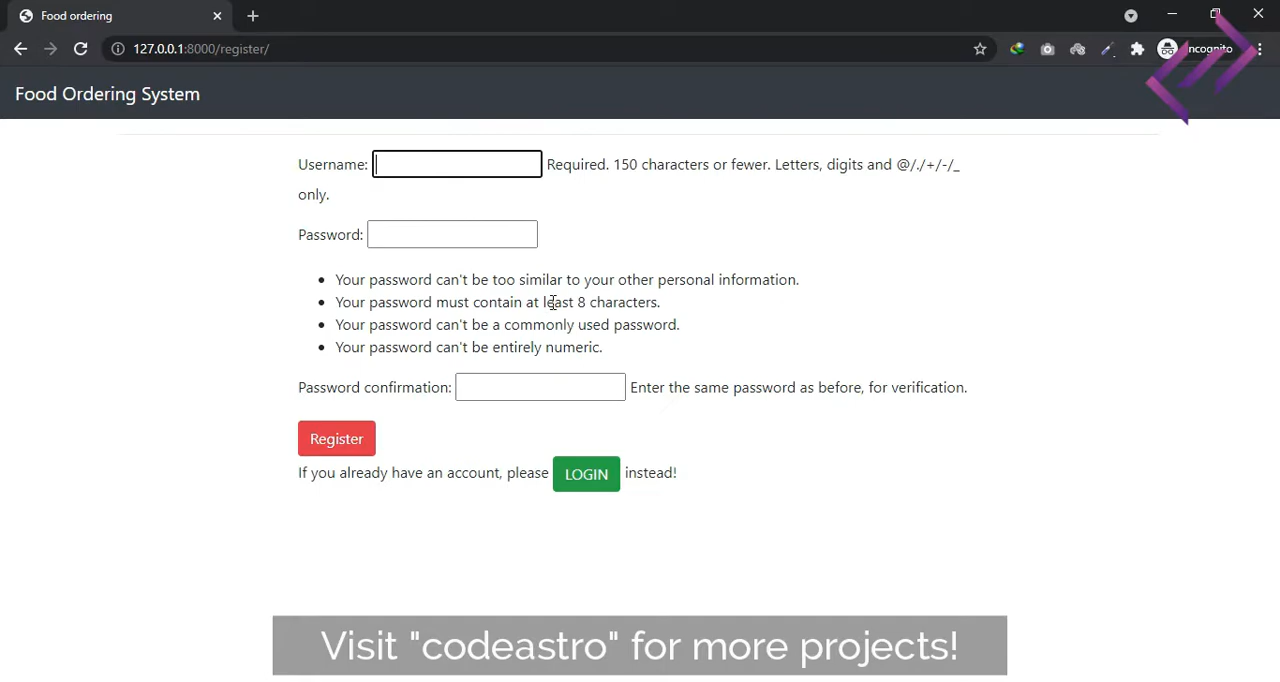 Food ordering
127.0.0.1:8000/register/
Incognito
Food Ordering System
Username: Required. 150 characters or fewer. Letters, digits and @/./+/-/_
only.
Password:
• Your password can't be too similar to your other personal information.
• Your password must contain at least 8 characters.
• Your password can't be a commonly used password.
• Your password can't be entirely numeric.
Password confirmation: Enter the same password as before, for verification.
Register
If you already have an account, please LOGIN instead!
Visit "codeastro" for more projects!